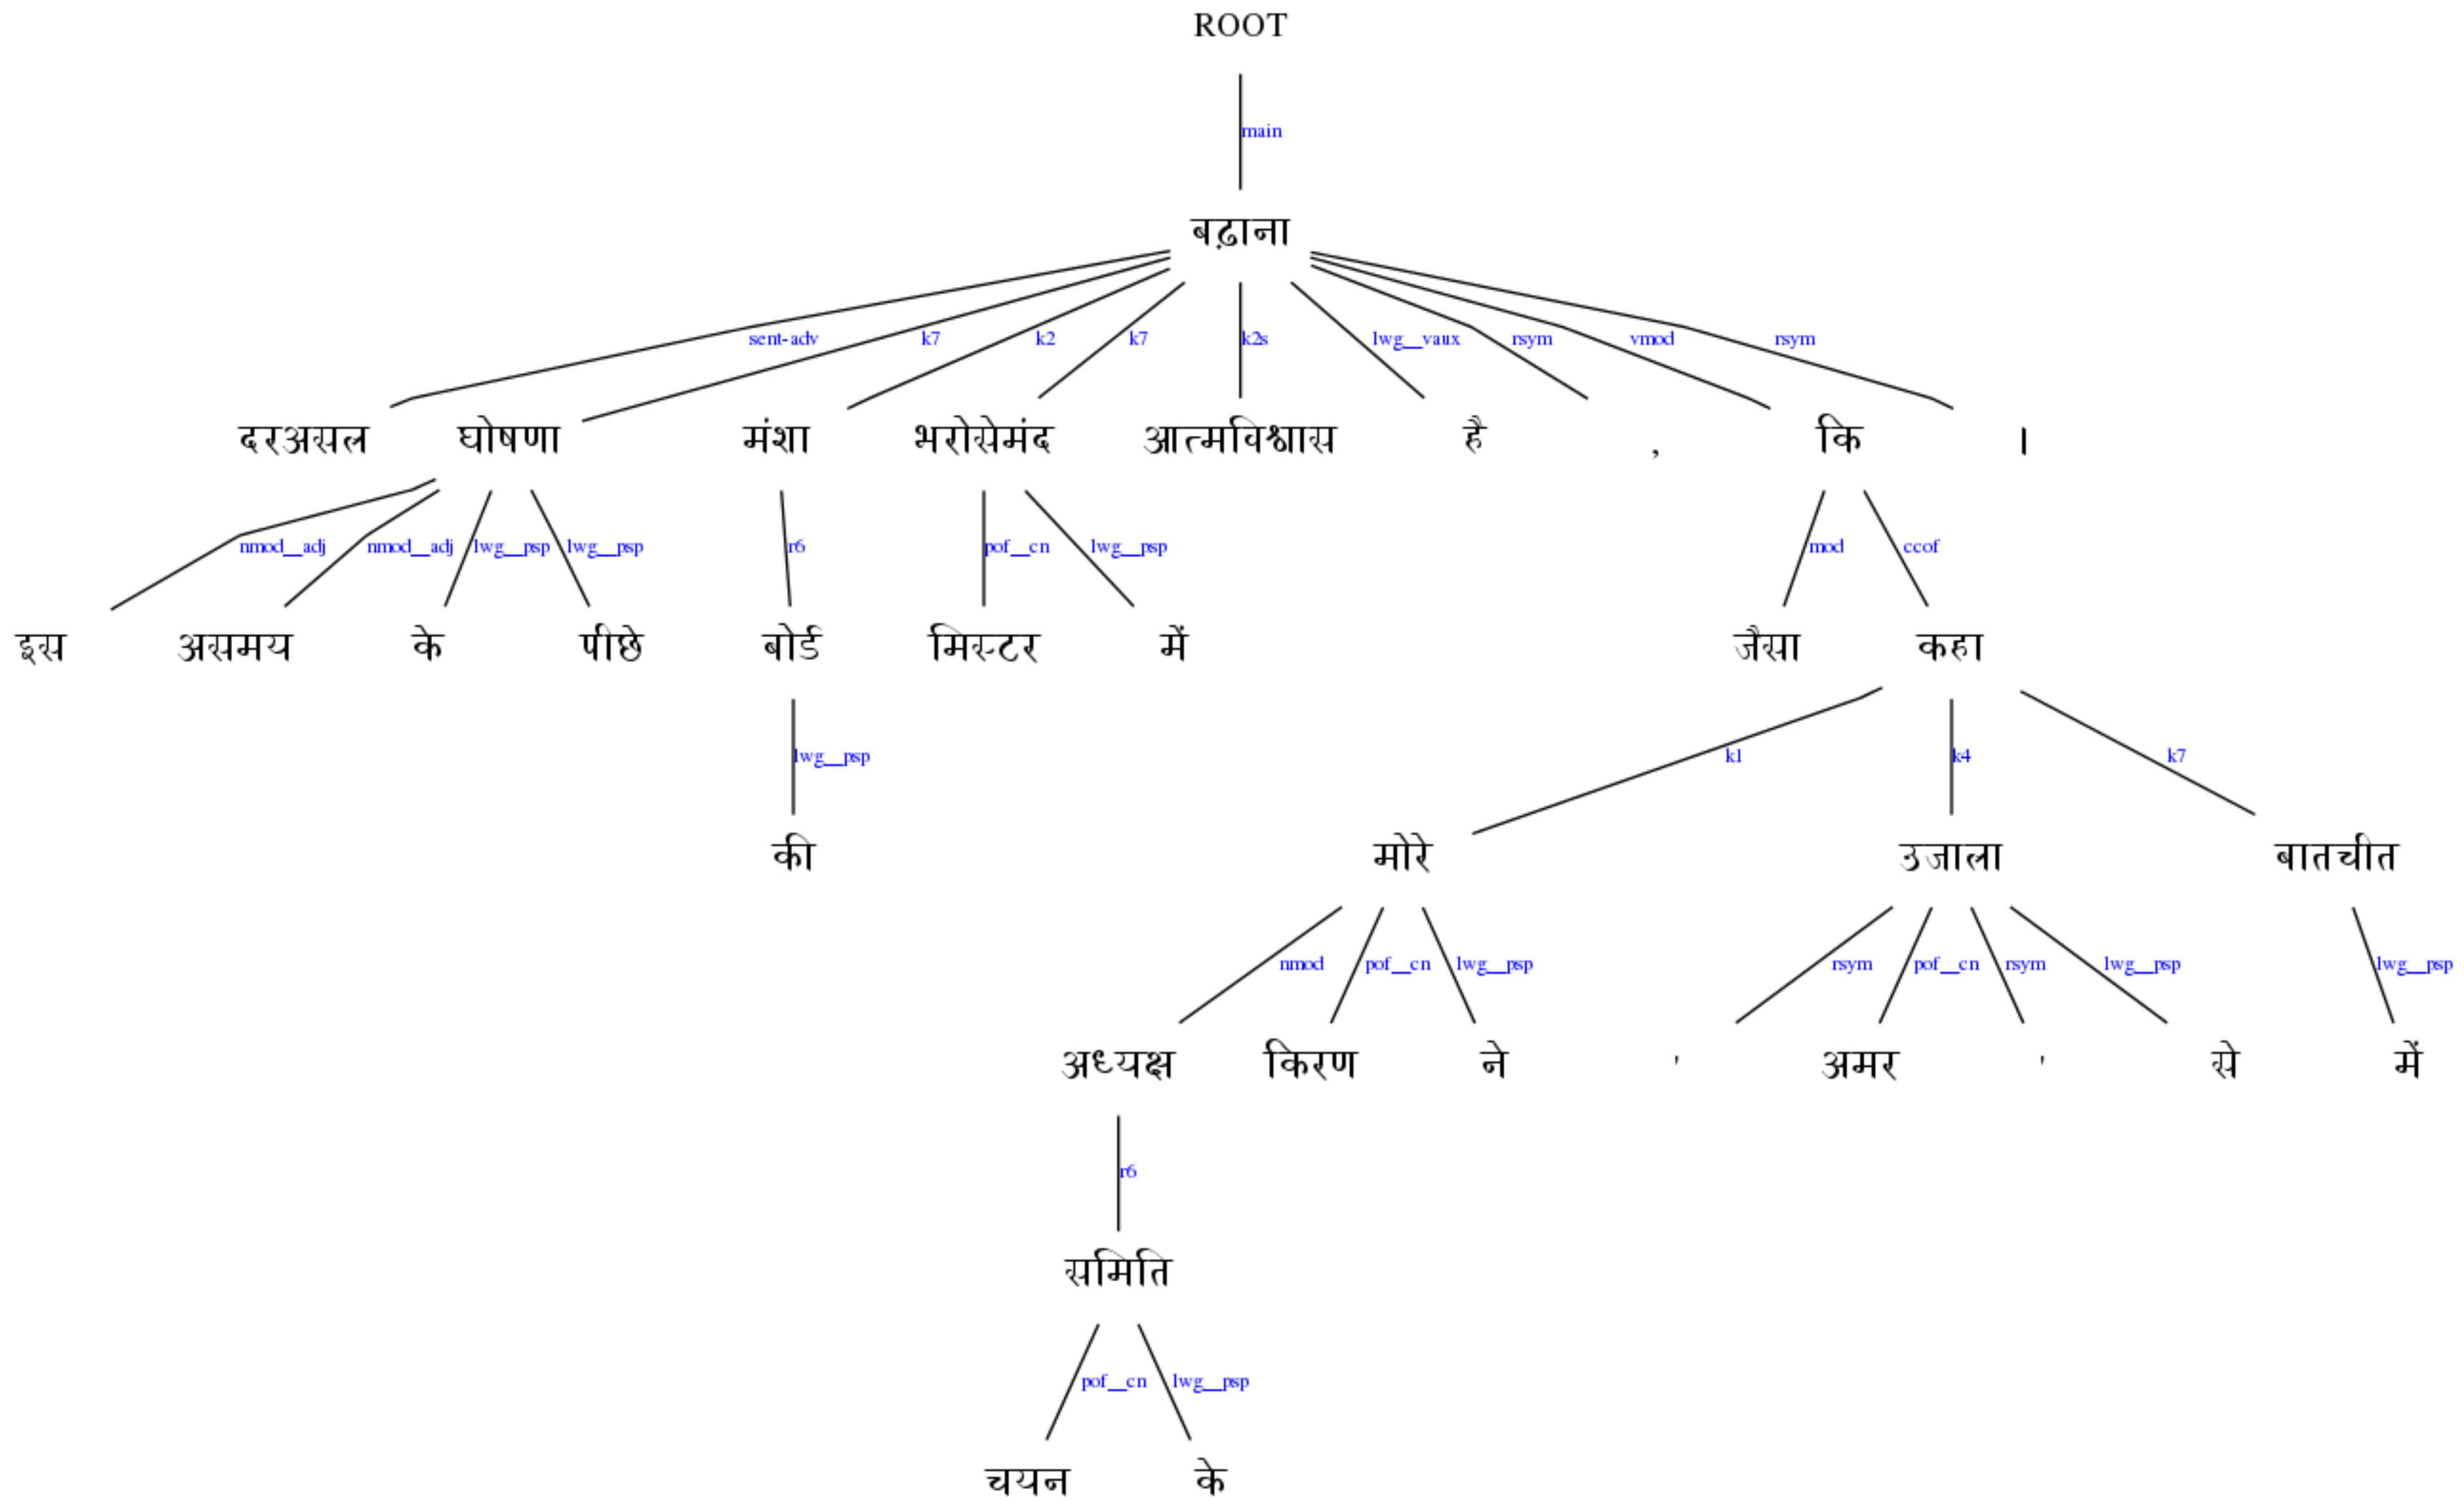 ROOT
main
बढ़ाना
sent-adv k7 k2 k7 k2s lwg__vaux rsym vmod rsym
दरअसल घोषणा मंशा भरोसेमंद आत्मविश्वास है , कि ।
nmod__adj nmod__adj lwg__psp lwg__psp r6 pof__cn lwg__psp mod ccof
इस असमय के पीछे बोर्ड मिस्टर में जैसा कहा
lwg__psp k1 k4 k7
की मोरे उजाला बातचीत
nmod pof__cn lwg__psp rsym pof__cn rsym lwg__psp lwg__psp
अध्यक्ष किरण ने ' अमर ' से में
r6
समिति
pof__cn lwg__psp
चयन के